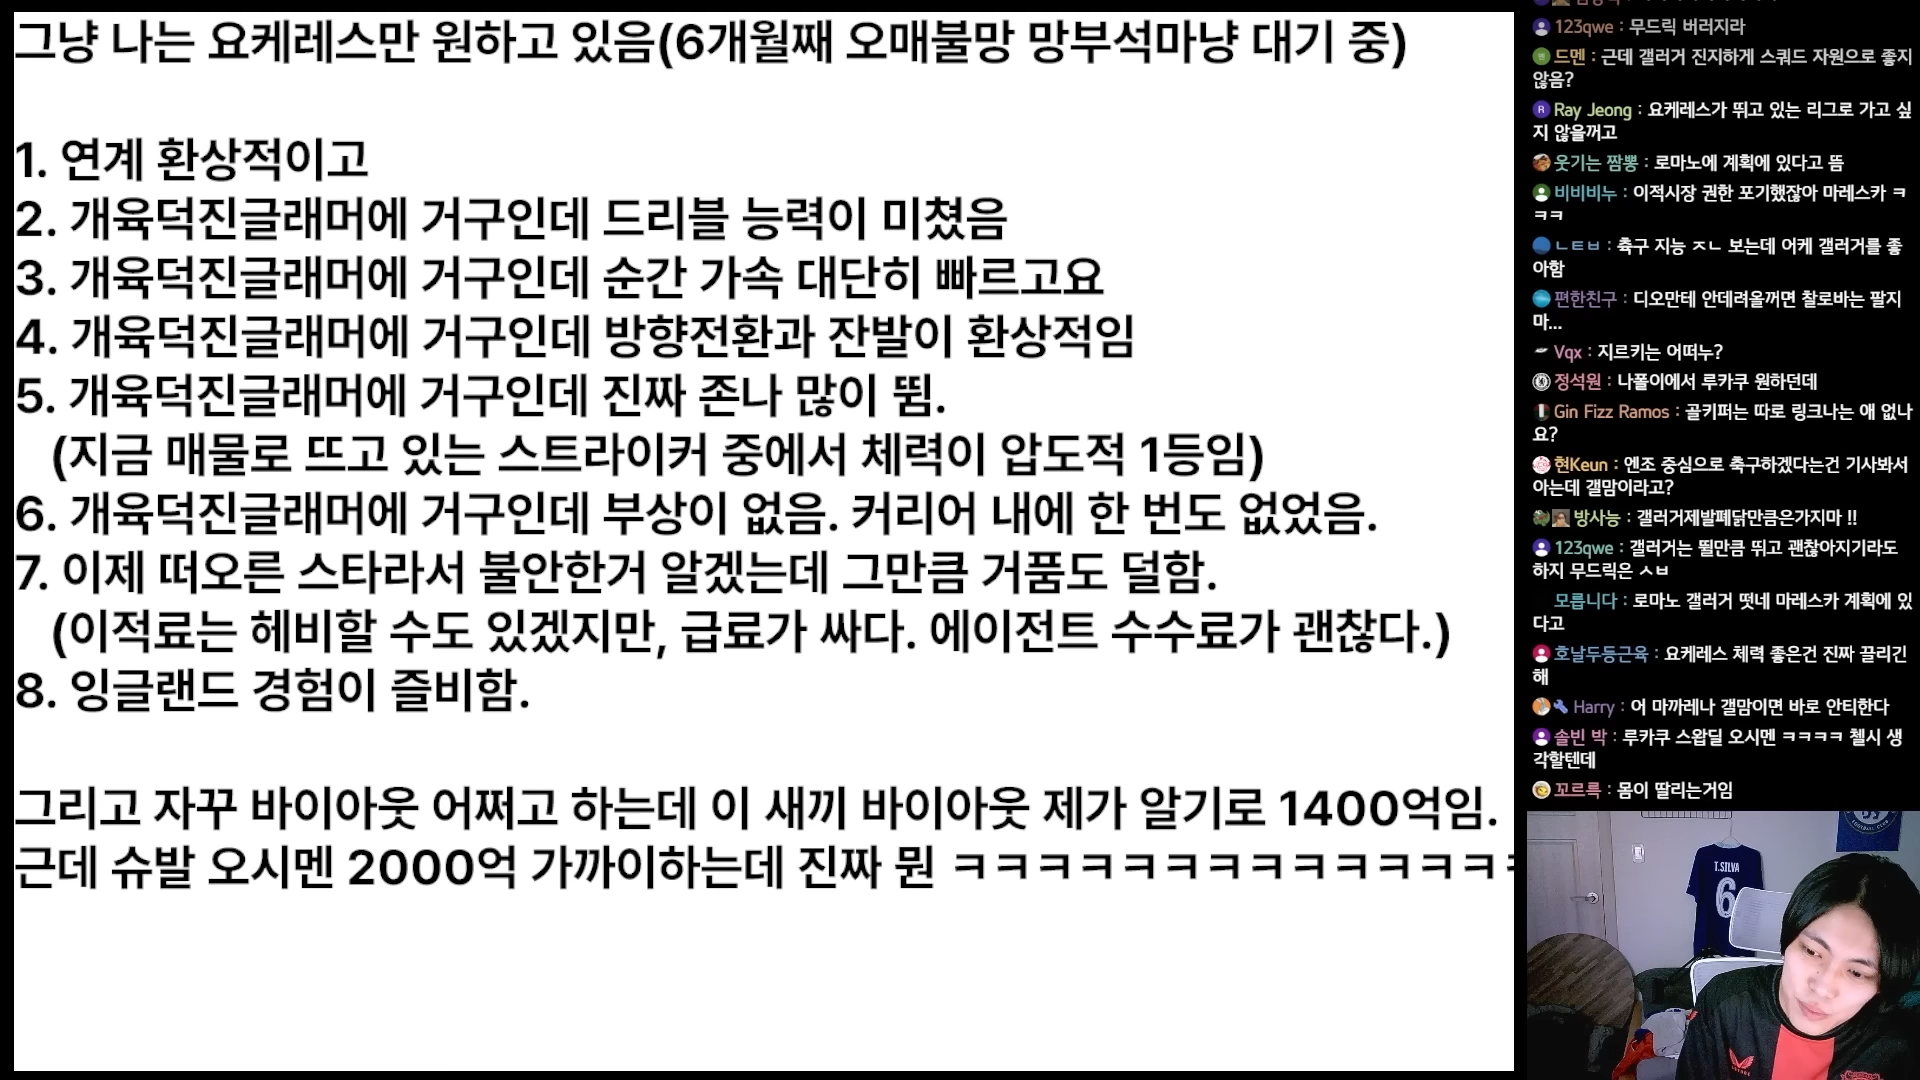 그냥 나는 요케레스만 원하고 있음(6개월째 오매불망 망부석마냥 대기 중)
1. 연계 환상적이고
2. 개육덕진글래머에 거구인데 드리블 능력이 미쳤음
3. 개육덕진글래머에 거구인데 순간 가속 대단히 빠르고요
4. 개육덕진글래머에 거구인데 방향전환과 잔발이 환상적임
5. 개육덕진글래머에 거구인데 진짜 존나 많이 뜀.
(지금 매물로 뜨고 있는 스트라이커 중에서 체력이 압도적 1등임)
6. 개육덕진글래머에 거구인데 부상이 없음. 커리어 내에 한 번도 없었음.
7. 이제 떠오른 스타라서 불안한거 알겠는데 그만큼 거품도 덜함.
(이적료는 헤비할 수도 있겠지만, 급료가 싸다. 에이전트 수수료가 괜찮다.)
8. 잉글랜드 경험이 즐비함.
그리고 자꾸 바이아웃 어쩌고 하는데 이 새끼 바이아웃 제가 알기로 1400억임.
근데 슈발 오시멘 2000억 가까이하는데 진짜 뭔 ㅋㅋㅋㅋㅋㅋㅋㅋㅋㅋㅋㅋㅋㅋㅋㅋ
123qwe : 무드릭 버러지라
드멘 : 근데 갤러거 진지하게 스쿼드 자원으로 좋지
않음?
Ray Jeong : 요케레스가 뛰고 있는 리그로 가고 싶
지 않을꺼고
웃기는 짬뽕 : 로마노에 계획에 있다고 뜸
비비비누 : 이적시장 권한 포기했잖아 마레스카 ㅋ
ㅋㅋ
ㄴㅌㅂ : 축구 지능 ㅈㄴ 보는데 어케 갤러거를 좋
아함
편한친구 : 디오만테 안데려올꺼면 찰로바는 팔지
마...
Vqx : 지르키는 어떠누?
정석원 : 나폴이에서 루카쿠 원하던데
Gin Fizz Ramos : 골키퍼는 따로 링크나는 애 없나
요?
현Keun : 엔조 중심으로 축구하겠다는건 기사봐서
아는데 갤맘이라고?
방사능 : 갤러거제발폐닭만큼은가지마 !!
123qwe : 갤러거는 뛸만큼 뛰고 괜찮아지기라도
하지 무드릭은 ㅅㅂ
모릅니다 : 로마노 갤러거 떳네 마레스카 계획에 있
다고
호날두등근육 : 요케레스 체력 좋은건 진짜 끌리긴
해
Harry : 어 마까레나 갤맘이면 바로 안티한다
솔빈 박 : 루카쿠 스왑딜 오시멘 ㅋㅋㅋㅋ 첼시 생
각할텐데
꼬르륵 : 몸이 딸리는거임
T.SILVA
6